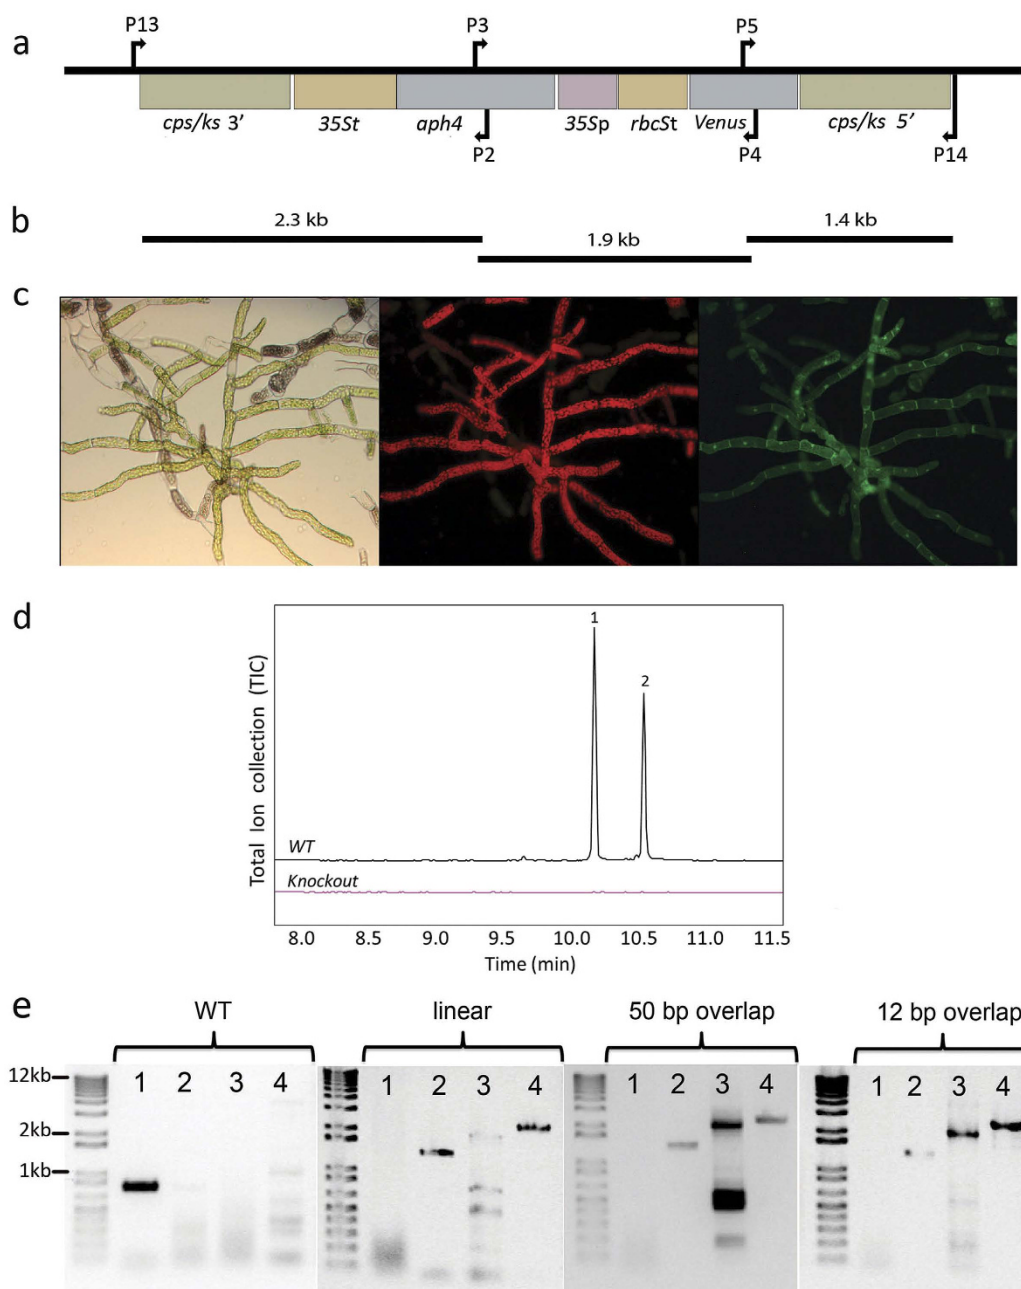 a
P13
P3
P5
cps/ks 3'
35St
aph4
35Sp
rbcSt
Venus
cps/ks 5'
P2
P4
P14
b
2.3 kb
1.9 kb
1.4 kb
c
d
Total Ion collection (TIC)
1
2
WT
Knockout
8.0 8.5 9.0 9.5 10.0 10.5 11.0 11.5
Time (min)
e
WT linear 50 bp overlap 12 bp overlap
12kb
2kb
1kb
1 2 3 4
1 2 3 4
1 2 3 4
1 2 3 4